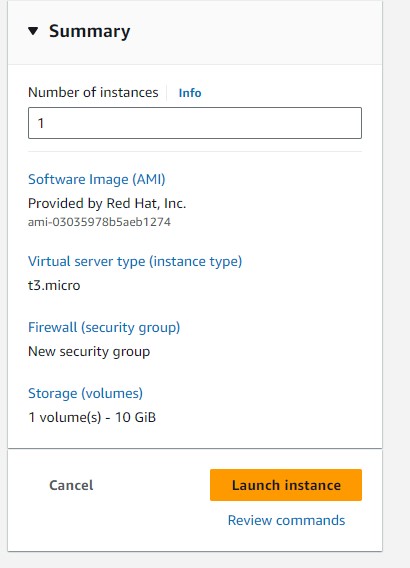 Summary
Number of instances Info
1
Software Image (AMI)
Provided by Red Hat, Inc.
ami-03035978b5aeb1274
Virtual server type (instance type)
t3.micro
Firewall (security group)
New security group
Storage (volumes)
1 volume(s) - 10 GiB
Cancel Launch instance
Review commands